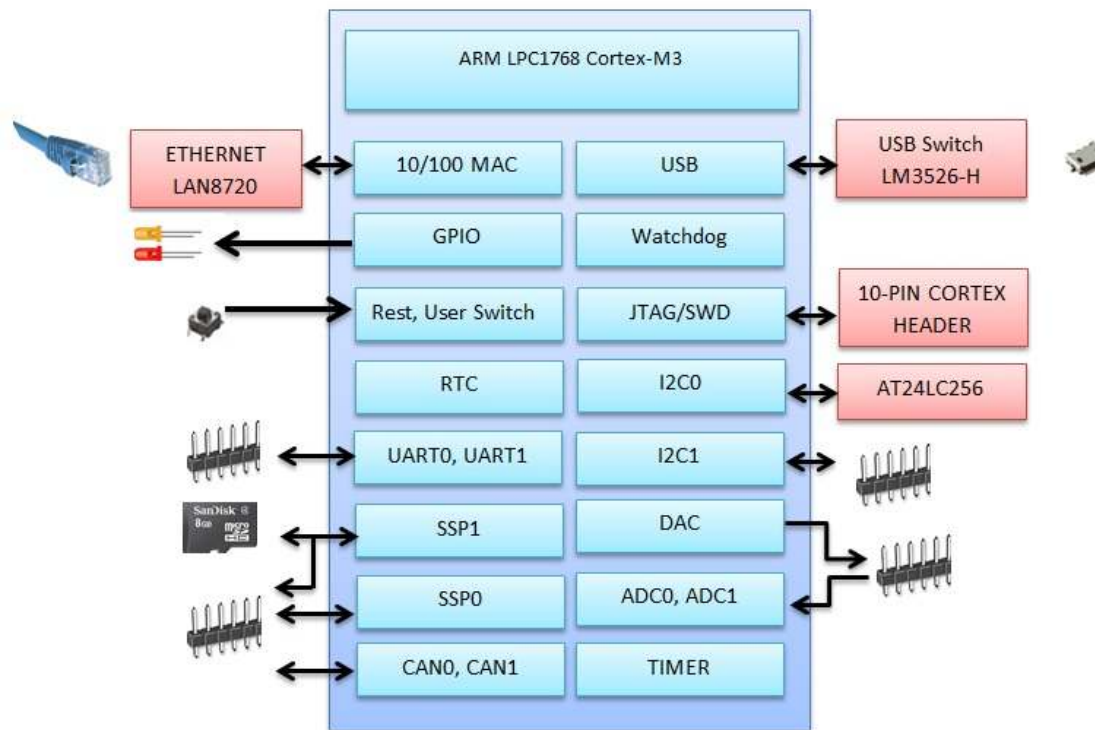 ARM LPC1768 Cortex-M3
ETHERNET
LAN8720
10/100 MAC
USB
USB Switch
LM3526-H
GPIO
Watchdog
Rest, User Switch
JTAG/SWD
10-PIN CORTEX
HEADER
RTC
I2C0
AT24LC256
UART0, UART1
I2C1
SanDisk
8GB
micro
SSP1
DAC
SSP0
ADC0, ADC1
CAN0, CAN1
TIMER